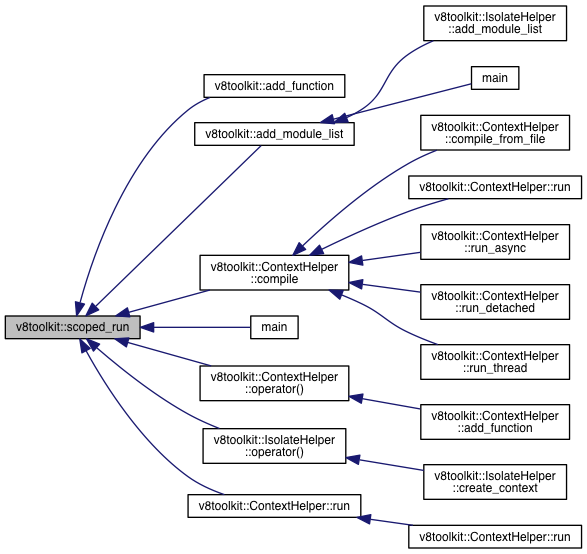 v8toolkit::IsolateHelper
::add_module_list
v8toolkit::add_function
main
v8toolkit::add_module_list
v8toolkit::ContextHelper
::compile_from_file
v8toolkit::ContextHelper::run
v8toolkit::ContextHelper
::run_async
v8toolkit::ContextHelper
::compile
v8toolkit::ContextHelper
::run_detached
v8toolkit::scoped_run
main
v8toolkit::ContextHelper
::run_thread
v8toolkit::ContextHelper
::operator()
v8toolkit::ContextHelper
::add_function
v8toolkit::IsolateHelper
::operator()
v8toolkit::IsolateHelper
::create_context
v8toolkit::ContextHelper::run
v8toolkit::ContextHelper::run